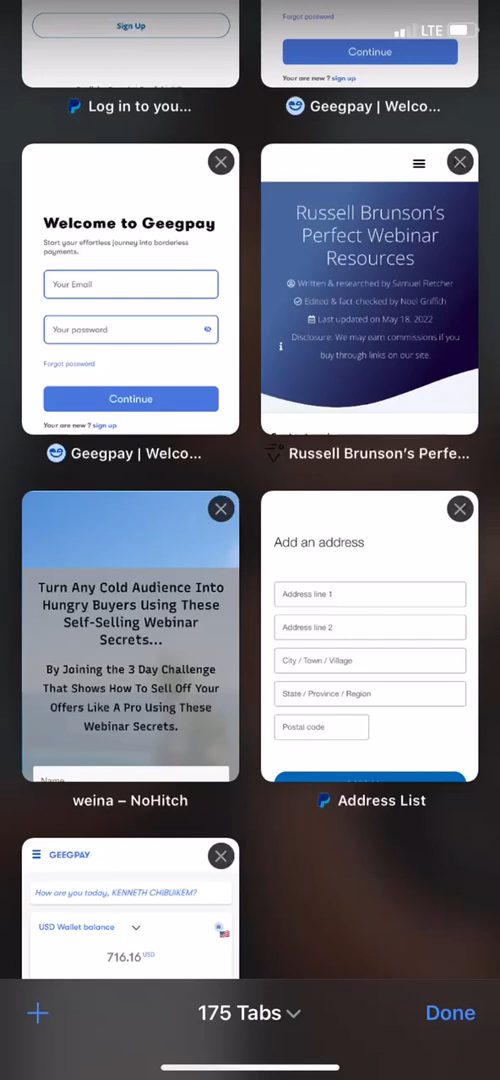 Sign Up
Forgot password
LTE
Continue
Your are new ? sign up
Log in to you...
Geegpay | Welco...
Welcome to Geegpay
Start your effortless journey into borderless
payments.
Your Email
Your password
Forgot password
Continue
Your are new ? sign up
Geegpay | Welco...
Russell Brunson's
Perfect Webinar
Resources
Written & researched by Samuel Fletcher
Edited & fact-checked by Noel Griffith
Last updated on May 18, 2022
Disclosure: We may earn commissions if you
buy through links on our site.
Russell Brunson's Perfe...
Turn Any Cold Audience Into
Hungry Buyers Using These
Self-Selling Webinar
Secrets...
By Joining the 3 Day Challenge
That Shows How To Sell Off Your
Offers Like A Pro Using These
Webinar Secrets.
Name
weina – NoHitch
Add an address
Address line 1
Address line 2
City / Town / Village
State / Province / Region
Postal code
Address List
GEEGPAY
How are you today, KENNETH CHIBUIKEM?
USD Wallet balance
716.16 USD
175 Tabs
Done